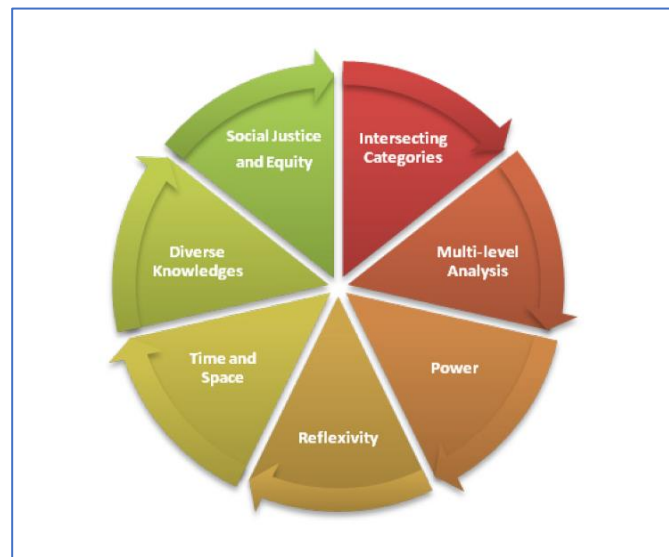 Social Justice
and Equity
Intersecting
Categories
Multi-level
Analysis
Power
Reflexivity
Time and
Space
Diverse
Knowledges